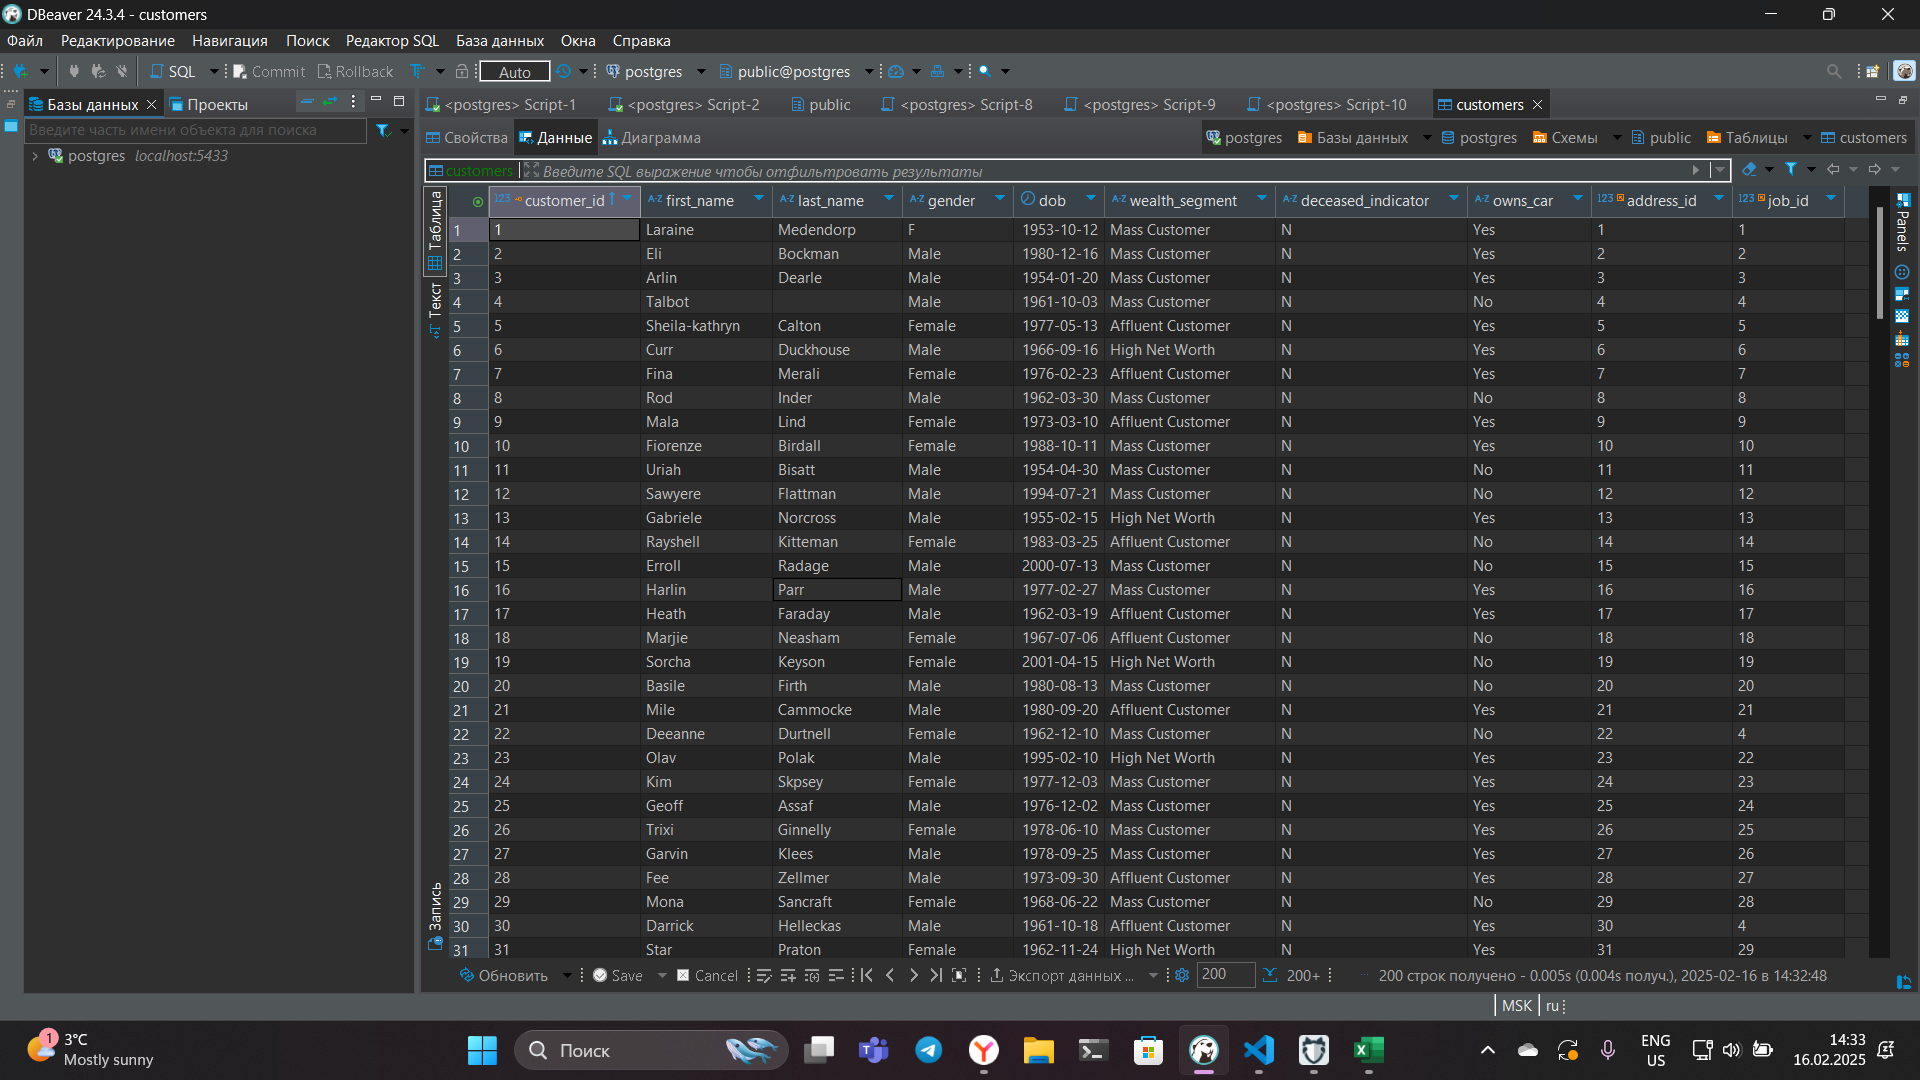 DBeaver 24.3.4 - customers
Файл Редактирование Навигация Поиск Редактор SQL База данных Окна Справка
SQL Commit Rollback Auto postgres public@postgres
Базы данных Проекты <postgres> Script-1 <postgres> Script-2 public <postgres> Script-8 <postgres> Script-9 <postgres> Script-10 customers
Введите часть имени объекта для поиска
postgres localhost:5433
Свойства Данные Диаграмма postgres Базы данных postgres Схемы public Таблицы customers
customers Введите SQL выражение чтобы отфильтровать результаты
Таблица
Текст
Запись
Panels
123 customer_id A-Z first_name A-Z last_name A-Z gender dob A-Z wealth_segment A-Z deceased_indicator A-Z owns_car 123 address_id 123 job_id
1 1 Laraine Medendorp F 1953-10-12 Mass Customer N Yes 1 1
2 2 Eli Bockman Male 1980-12-16 Mass Customer N Yes 2 2
3 3 Arlin Dearle Male 1954-01-20 Mass Customer N Yes 3 3
4 4 Talbot Male 1961-10-03 Mass Customer N No 4 4
5 5 Sheila-kathryn Calton Female 1977-05-13 Affluent Customer N Yes 5 5
6 6 Curr Duckhouse Male 1966-09-16 High Net Worth N Yes 6 6
7 7 Fina Merali Female 1976-02-23 Affluent Customer N Yes 7 7
8 8 Rod Inder Male 1962-03-30 Mass Customer N No 8 8
9 9 Mala Lind Female 1973-03-10 Affluent Customer N Yes 9 9
10 10 Fiorenze Birdall Female 1988-10-11 Mass Customer N Yes 10 10
11 11 Uriah Bisatt Male 1954-04-30 Mass Customer N No 11 11
12 12 Sawyere Flattman Male 1994-07-21 Mass Customer N No 12 12
13 13 Gabriele Norcross Male 1955-02-15 High Net Worth N Yes 13 13
14 14 Rayshell Kitteman Female 1983-03-25 Affluent Customer N No 14 14
15 15 Erroll Radage Male 2000-07-13 Mass Customer N No 15 15
16 16 Harlin Parr Male 1977-02-27 Mass Customer N Yes 16 16
17 17 Heath Faraday Male 1962-03-19 Affluent Customer N Yes 17 17
18 18 Marjie Neasham Female 1967-07-06 Affluent Customer N No 18 18
19 19 Sorcha Keyson Female 2001-04-15 High Net Worth N No 19 19
20 20 Basile Firth Male 1980-08-13 Mass Customer N No 20 20
21 21 Mile Cammocke Male 1980-09-20 Affluent Customer N Yes 21 21
22 22 Deeanne Durtnell Female 1962-12-10 Mass Customer N No 22 4
23 23 Olav Polak Male 1995-02-10 High Net Worth N Yes 23 22
24 24 Kim Skpsey Female 1977-12-03 Mass Customer N Yes 24 23
25 25 Geoff Assaf Male 1976-12-02 Mass Customer N Yes 25 24
26 26 Trixi Ginnelly Female 1978-06-10 Mass Customer N Yes 26 25
27 27 Garvin Klees Male 1978-09-25 Mass Customer N Yes 27 26
28 28 Fee Zellmer Male 1973-09-30 Affluent Customer N Yes 28 27
29 29 Mona Sancraft Female 1968-06-22 Mass Customer N No 29 28
30 30 Darrick Helleckas Male 1961-10-18 Affluent Customer N Yes 30 4
31 31 Star Praton Female 1962-11-24 High Net Worth N Yes 31 29
Обновить Save Cancel Экспорт данных ... 200 200+ 200 строк получено - 0.005s (0.004s получ.), 2025-02-16 в 14:32:48
MSK ru
1 3°C
Mostly sunny
Поиск
ENG
US
14:33
16.02.2025